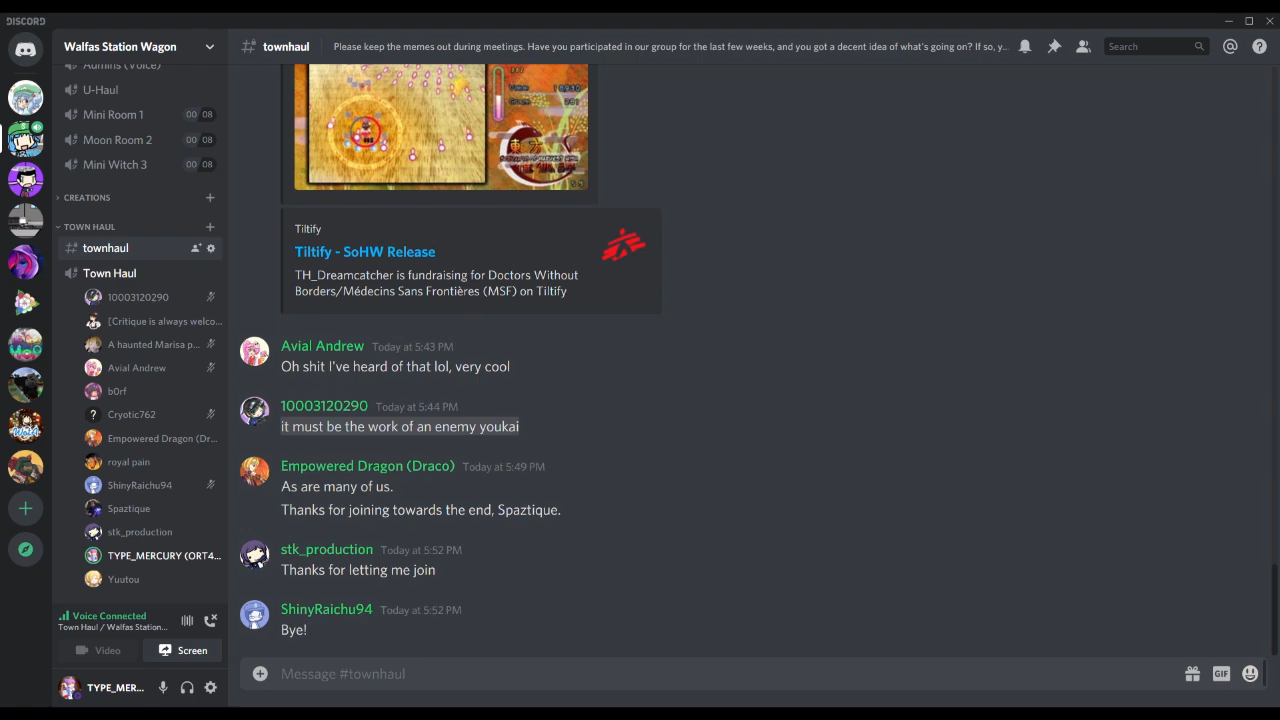 DISCORD
Walfas Station Wagon
townhaul
Please keep the memes out during meetings. Have you participated in our group for the last few weeks, and you got a decent idea of what's going on? If so, y...
Search
Admins (Voice)
U-Haul
Mini Room 1
00 08
Moon Room 2
00 08
Mini Witch 3
00 08
CREATIONS
TOWN HAUL
townhaul
Town Haul
10003120290
[Critique is always welco...
A haunted Marisa p...
Avial Andrew
b0rf
Cryotic762
Empowered Dragon (Dr...
royal pain
ShinyRaichu94
Spaztique
stk_production
TYPE_MERCURY (ORT4...
Yuutou
Voice Connected
Town Haul / Walfas Station...
Video
Screen
TYPE_MER...
Tiltify
Tiltify - SoHW Release
TH_Dreamcatcher is fundraising for Doctors Without
Borders/Médecins Sans Frontières (MSF) on Tiltify
Avial Andrew Today at 5:43 PM
Oh shit I've heard of that lol, very cool
10003120290 Today at 5:44 PM
it must be the work of an enemy youkai
Empowered Dragon (Draco) Today at 5:49 PM
As are many of us.
Thanks for joining towards the end, Spaztique.
stk_production Today at 5:52 PM
Thanks for letting me join
ShinyRaichu94 Today at 5:52 PM
Bye!
Message #townhaul
GIF